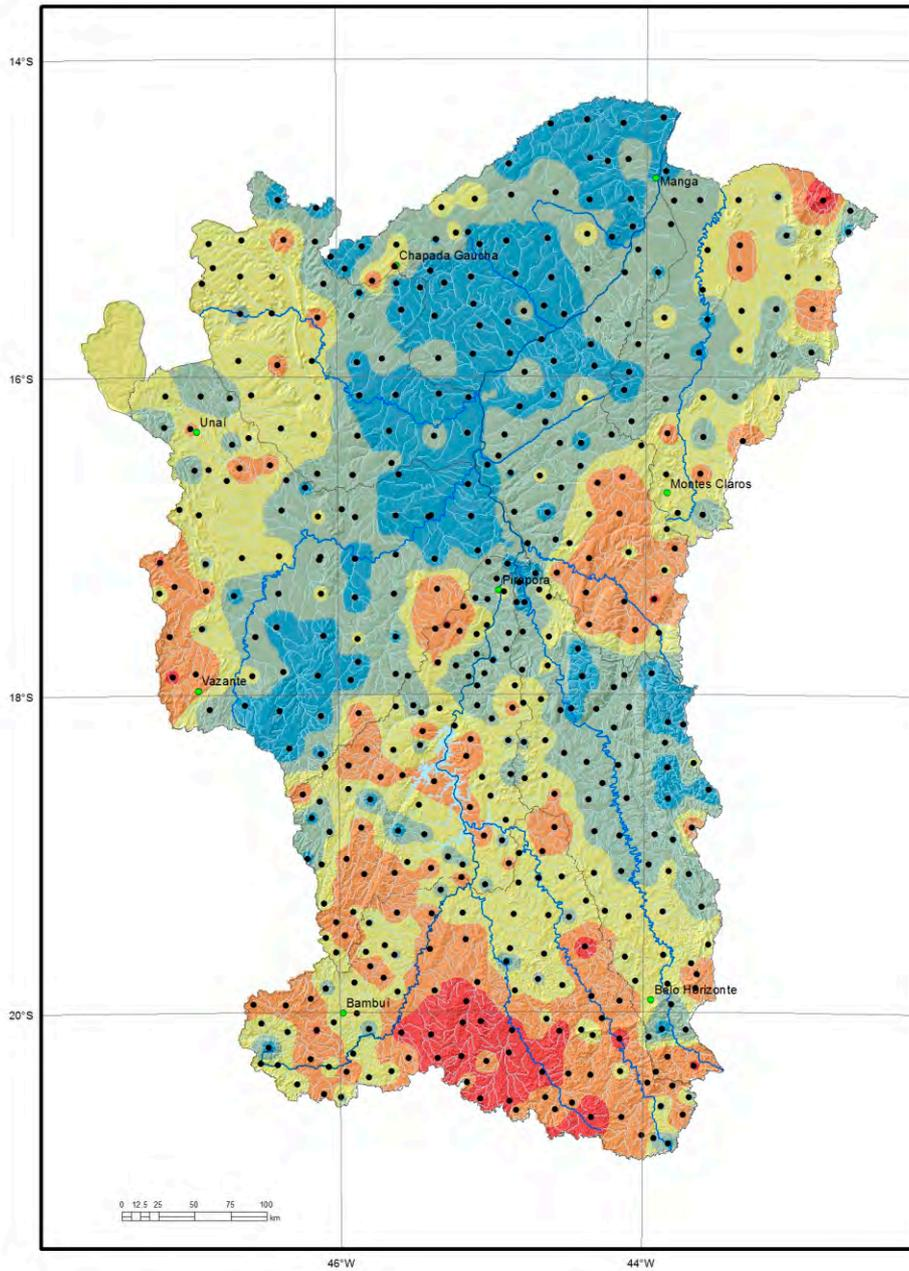 14°S
Manga
Chapada Gaúcha
16°S
Unaí
Montes Claros
Pirapora
Vazante
18°S
Belo Horizonte
20°S
Bambuí
0 12.5 25 50 75 100
km
46°W 44°W